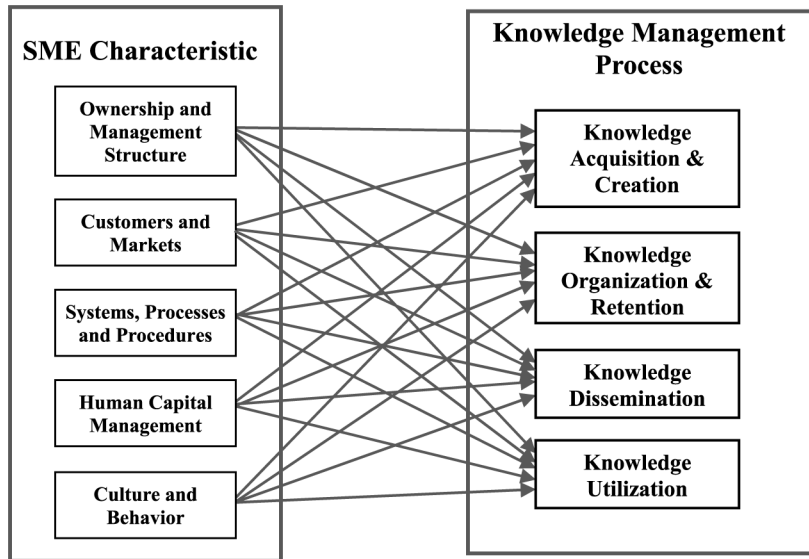 SME Characteristic
Ownership and
Management
Structure
Customers and
Markets
Systems, Processes
and Procedures
Human Capital
Management
Culture and
Behavior
Knowledge Management
Process
Knowledge
Acquisition &
Creation
Knowledge
Organization &
Retention
Knowledge
Dissemination
Knowledge
Utilization